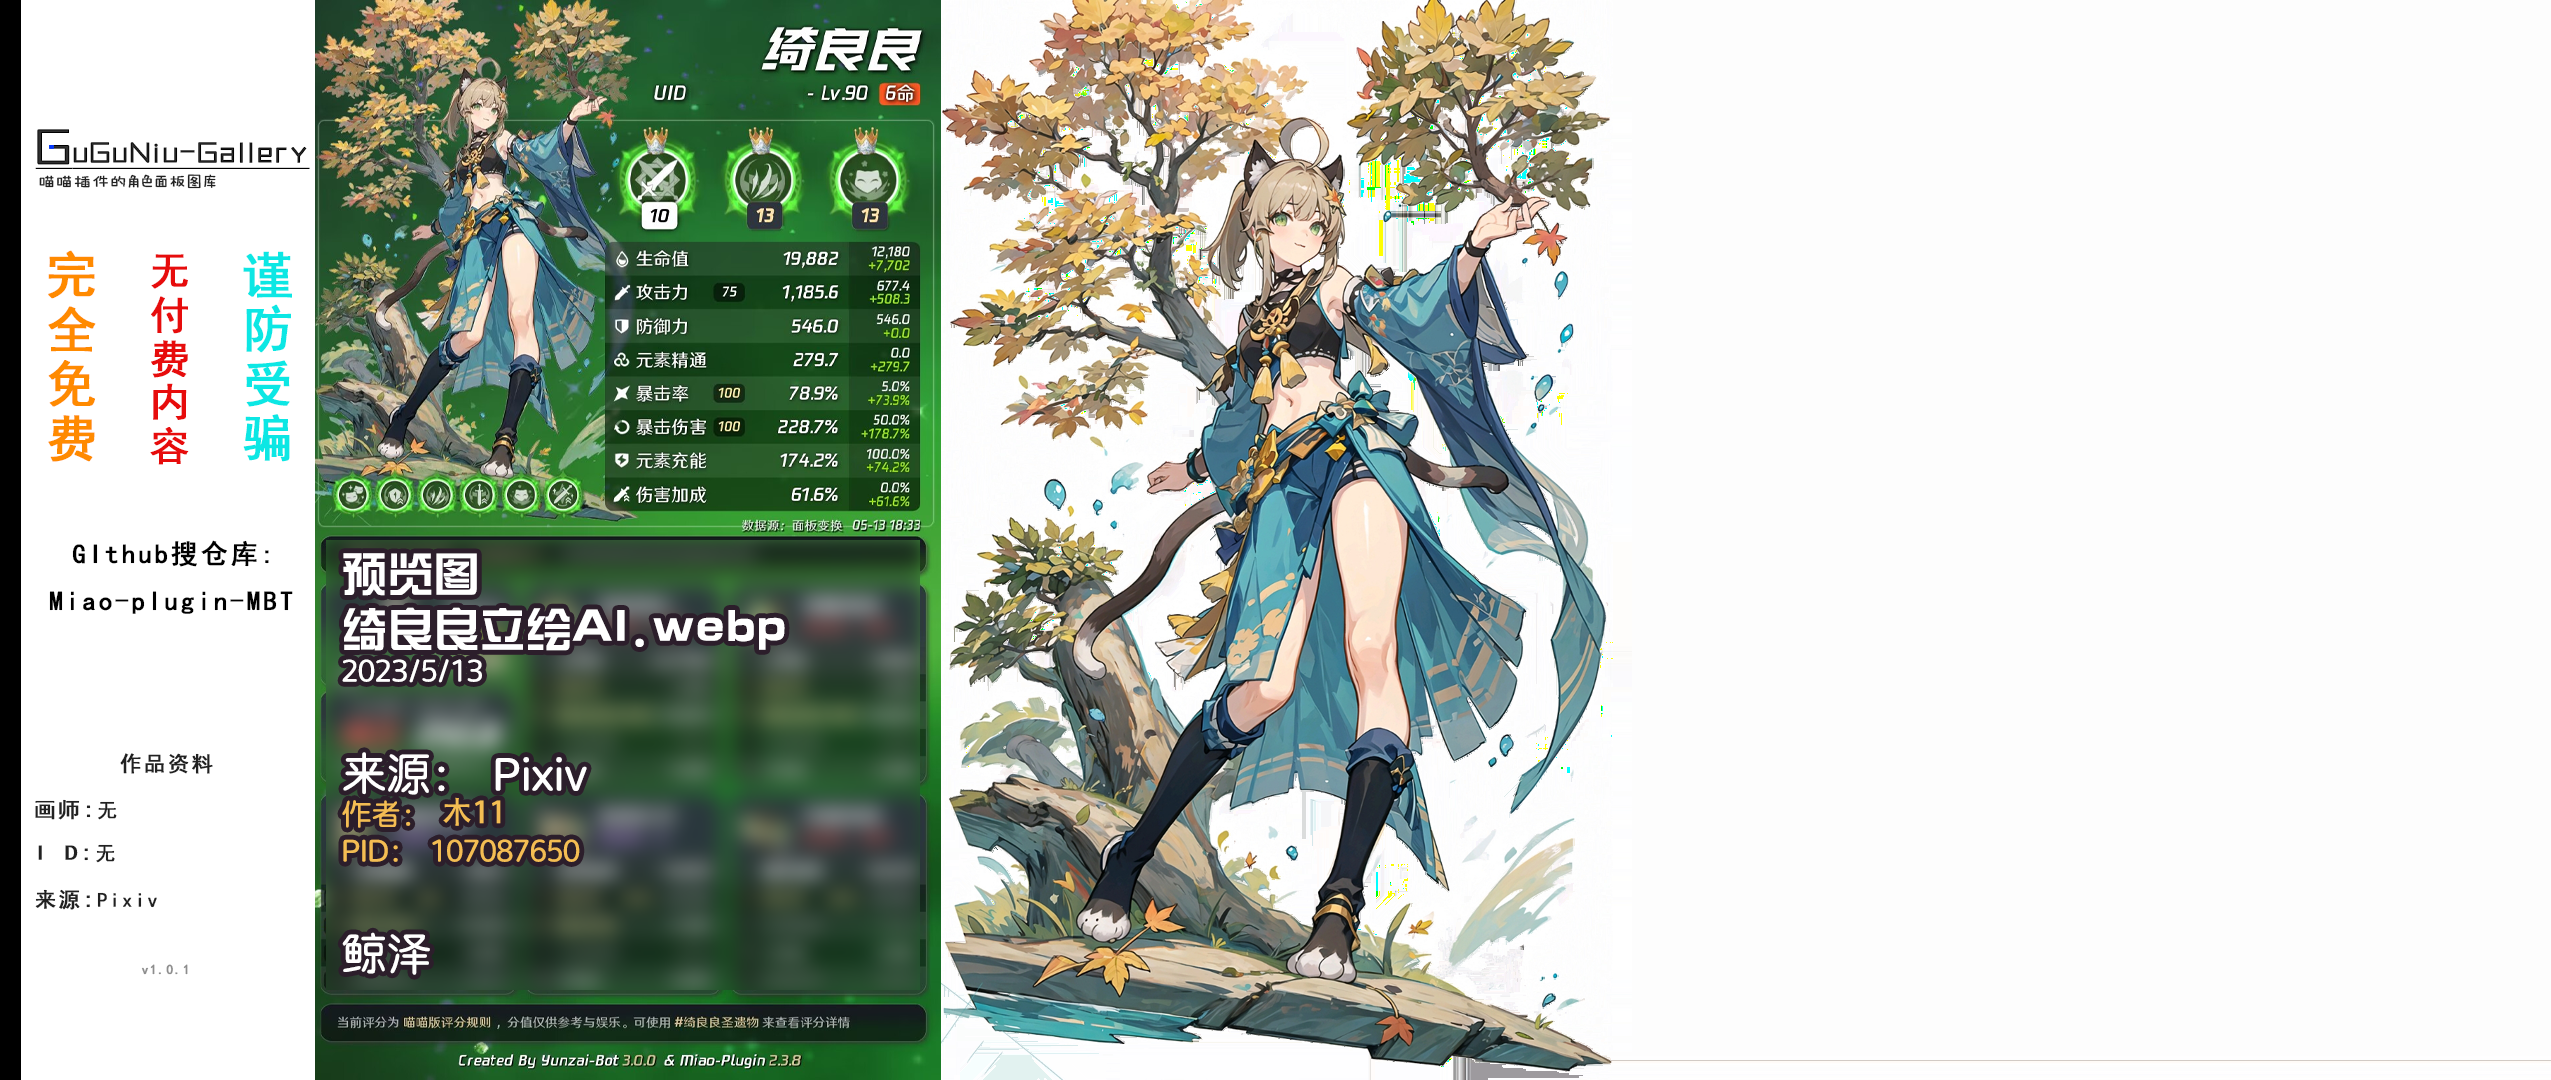 GuGuNiu-Gallery
喵喵插件的角色面板图库
完全免费
无付费内容
谨防受骗
GIthub搜仓库:
Miao-plugin-MBT
作品资料
画师:无
I D:无
来源:Pixiv
v1.0.1
绮良良
UID - Lv.90 6命
10 13 13
生命值 19,882 12,180 +7,702
攻击力 75 1,185.6 677.4 +508.3
防御力 546.0 546.0 +0.0
元素精通 279.7 0.0 +279.7
暴击率 100 78.9% 5.0% +73.9%
暴击伤害 100 228.7% 50.0% +178.7%
元素充能 174.2% 100.0% +74.2%
伤害加成 61.6% 0.0% +61.6%
数据源：面板变换 05-13 18:33
预览图
绮良良立绘AI.webp
2023/5/13
来源： Pixiv
作者： 木11
PID： 107087650
鲸泽
当前评分为 喵喵版评分规则 ，分值仅供参考与娱乐。可使用 #绮良良圣遗物 来查看评分详情
Created By Yunzai-Bot 3.0.0 & Miao-Plugin 2.3.8